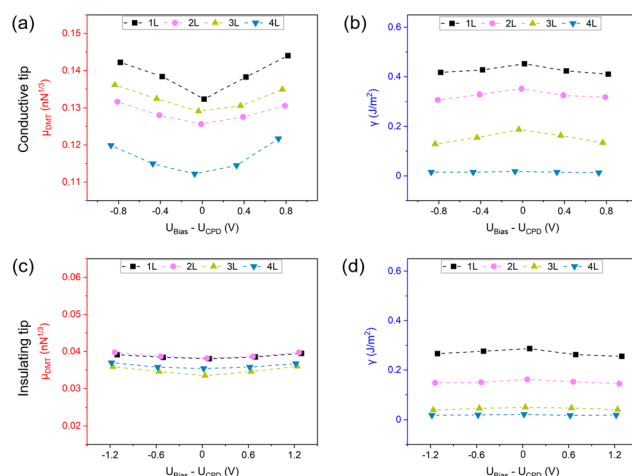 (a)
1L 2L 3L 4L
Conductive tip
μDMT (nN1/3)
0.15
0.14
0.13
0.12
0.11
-0.8 -0.4 0 0.4 0.8
UBias - UCPD (V)
(b)
1L 2L 3L 4L
γ (J/m2)
0.6
0.4
0.2
0
-0.8 -0.4 0 0.4 0.8
UBias - UCPD (V)
(c)
1L 2L 3L 4L
Insulating tip
μDMT (nN1/3)
0.06
0.05
0.04
0.03
0.02
-1.2 -0.6 0 0.6 1.2
UBias - UCPD (V)
(d)
1L 2L 3L 4L
γ (J/m2)
0.6
0.4
0.2
0
-1.2 -0.6 0 0.6 1.2
UBias - UCPD (V)